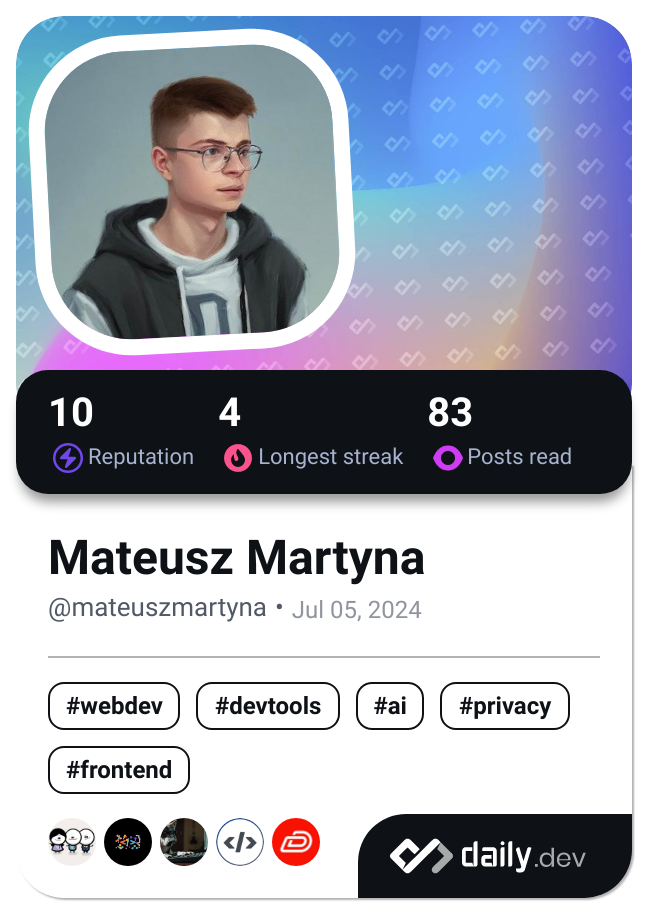 10 4 83
Reputation Longest streak Posts read
Mateusz Martyna
@mateuszmartyna • Jul 05, 2024
#webdev #devtools #ai #privacy
#frontend
</> daily.dev